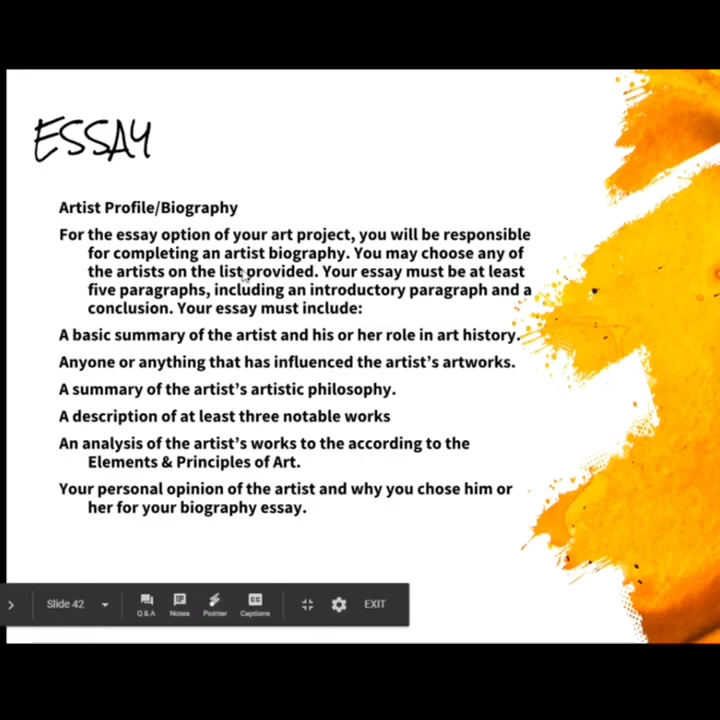 ESSAY
Artist Profile/Biography
For the essay option of your art project, you will be responsible
for completing an artist biography. You may choose any of
the artists on the list provided. Your essay must be at least
five paragraphs, including an introductory paragraph and a
conclusion. Your essay must include:
A basic summary of the artist and his or her role in art history.
Anyone or anything that has influenced the artist's artworks.
A summary of the artist's artistic philosophy.
A description of at least three notable works
An analysis of the artist's works to the according to the
Elements & Principles of Art.
Your personal opinion of the artist and why you chose him or
her for your biography essay.
Slide 42
Q & A
Notes
Pointer
CC
Captions
EXIT